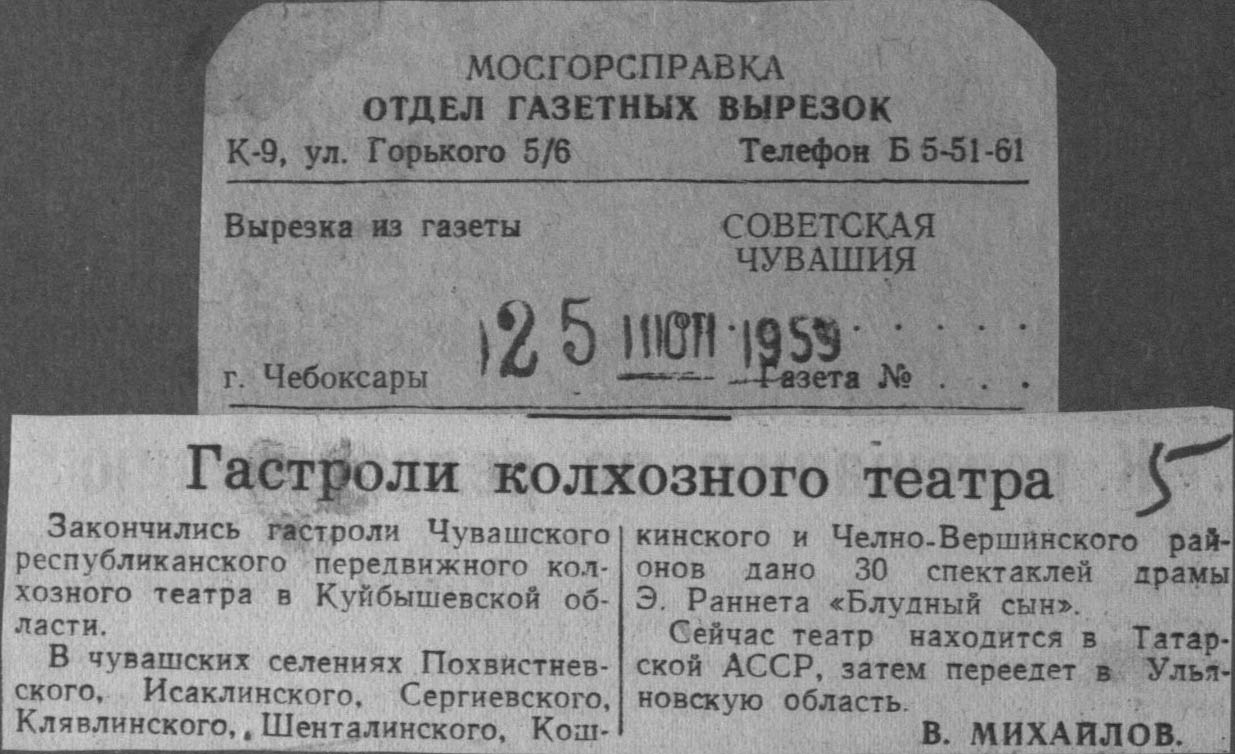 МОСГОРСПРАВКА
ОТДЕЛ ГАЗЕТНЫХ ВЫРЕЗОК
К-9, ул. Горького 5/6 Телефон Б 5-51-61
Вырезка из газеты СОВЕТСКАЯ
ЧУВАШИЯ
25 1959 . . . . .
г. Чебоксары Газета № . . .
Гастроли колхозного театра 5
Закончились гастроли Чувашского
республиканского передвижного кол-
хозного театра в Куйбышевской об-
ласти.
В чувашских селениях Похвистнев-
ского, Исаклинского, Сергиевского,
Клявлинского, Шенталинского, Кош-
кинского и Челно-Вершинского рай-
онов дано 30 спектаклей драмы
Э. Раннета «Блудный сын».
Сейчас театр находится в Татар-
ской АССР, затем переедет в Улья-
новскую область.
В. МИХАЙЛОВ.